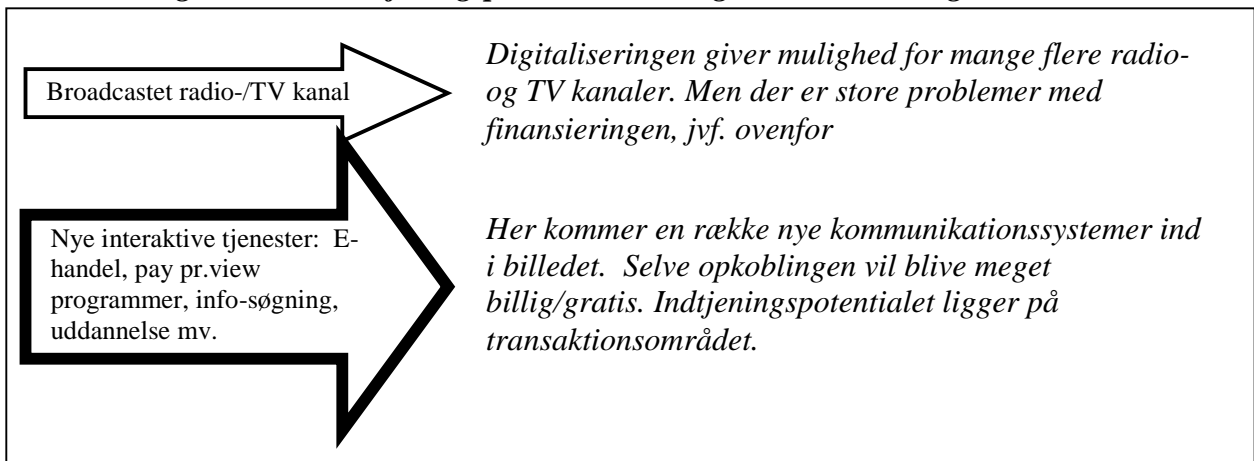 Broadcastet radio-/TV kanal
Digitaliseringen giver mulighed for mange flere radio-
og TV kanaler. Men der er store problemer med
finansieringen, jvf. ovenfor
Nye interaktive tjenester:  E-
handel, pay pr.view
programmer, info-søgning,
uddannelse mv.
Her kommer en række nye kommunikationssystemer ind
i billedet.  Selve opkoblingen vil blive meget
billig/gratis. Indtjeningspotentialet ligger på
transaktionsområdet.